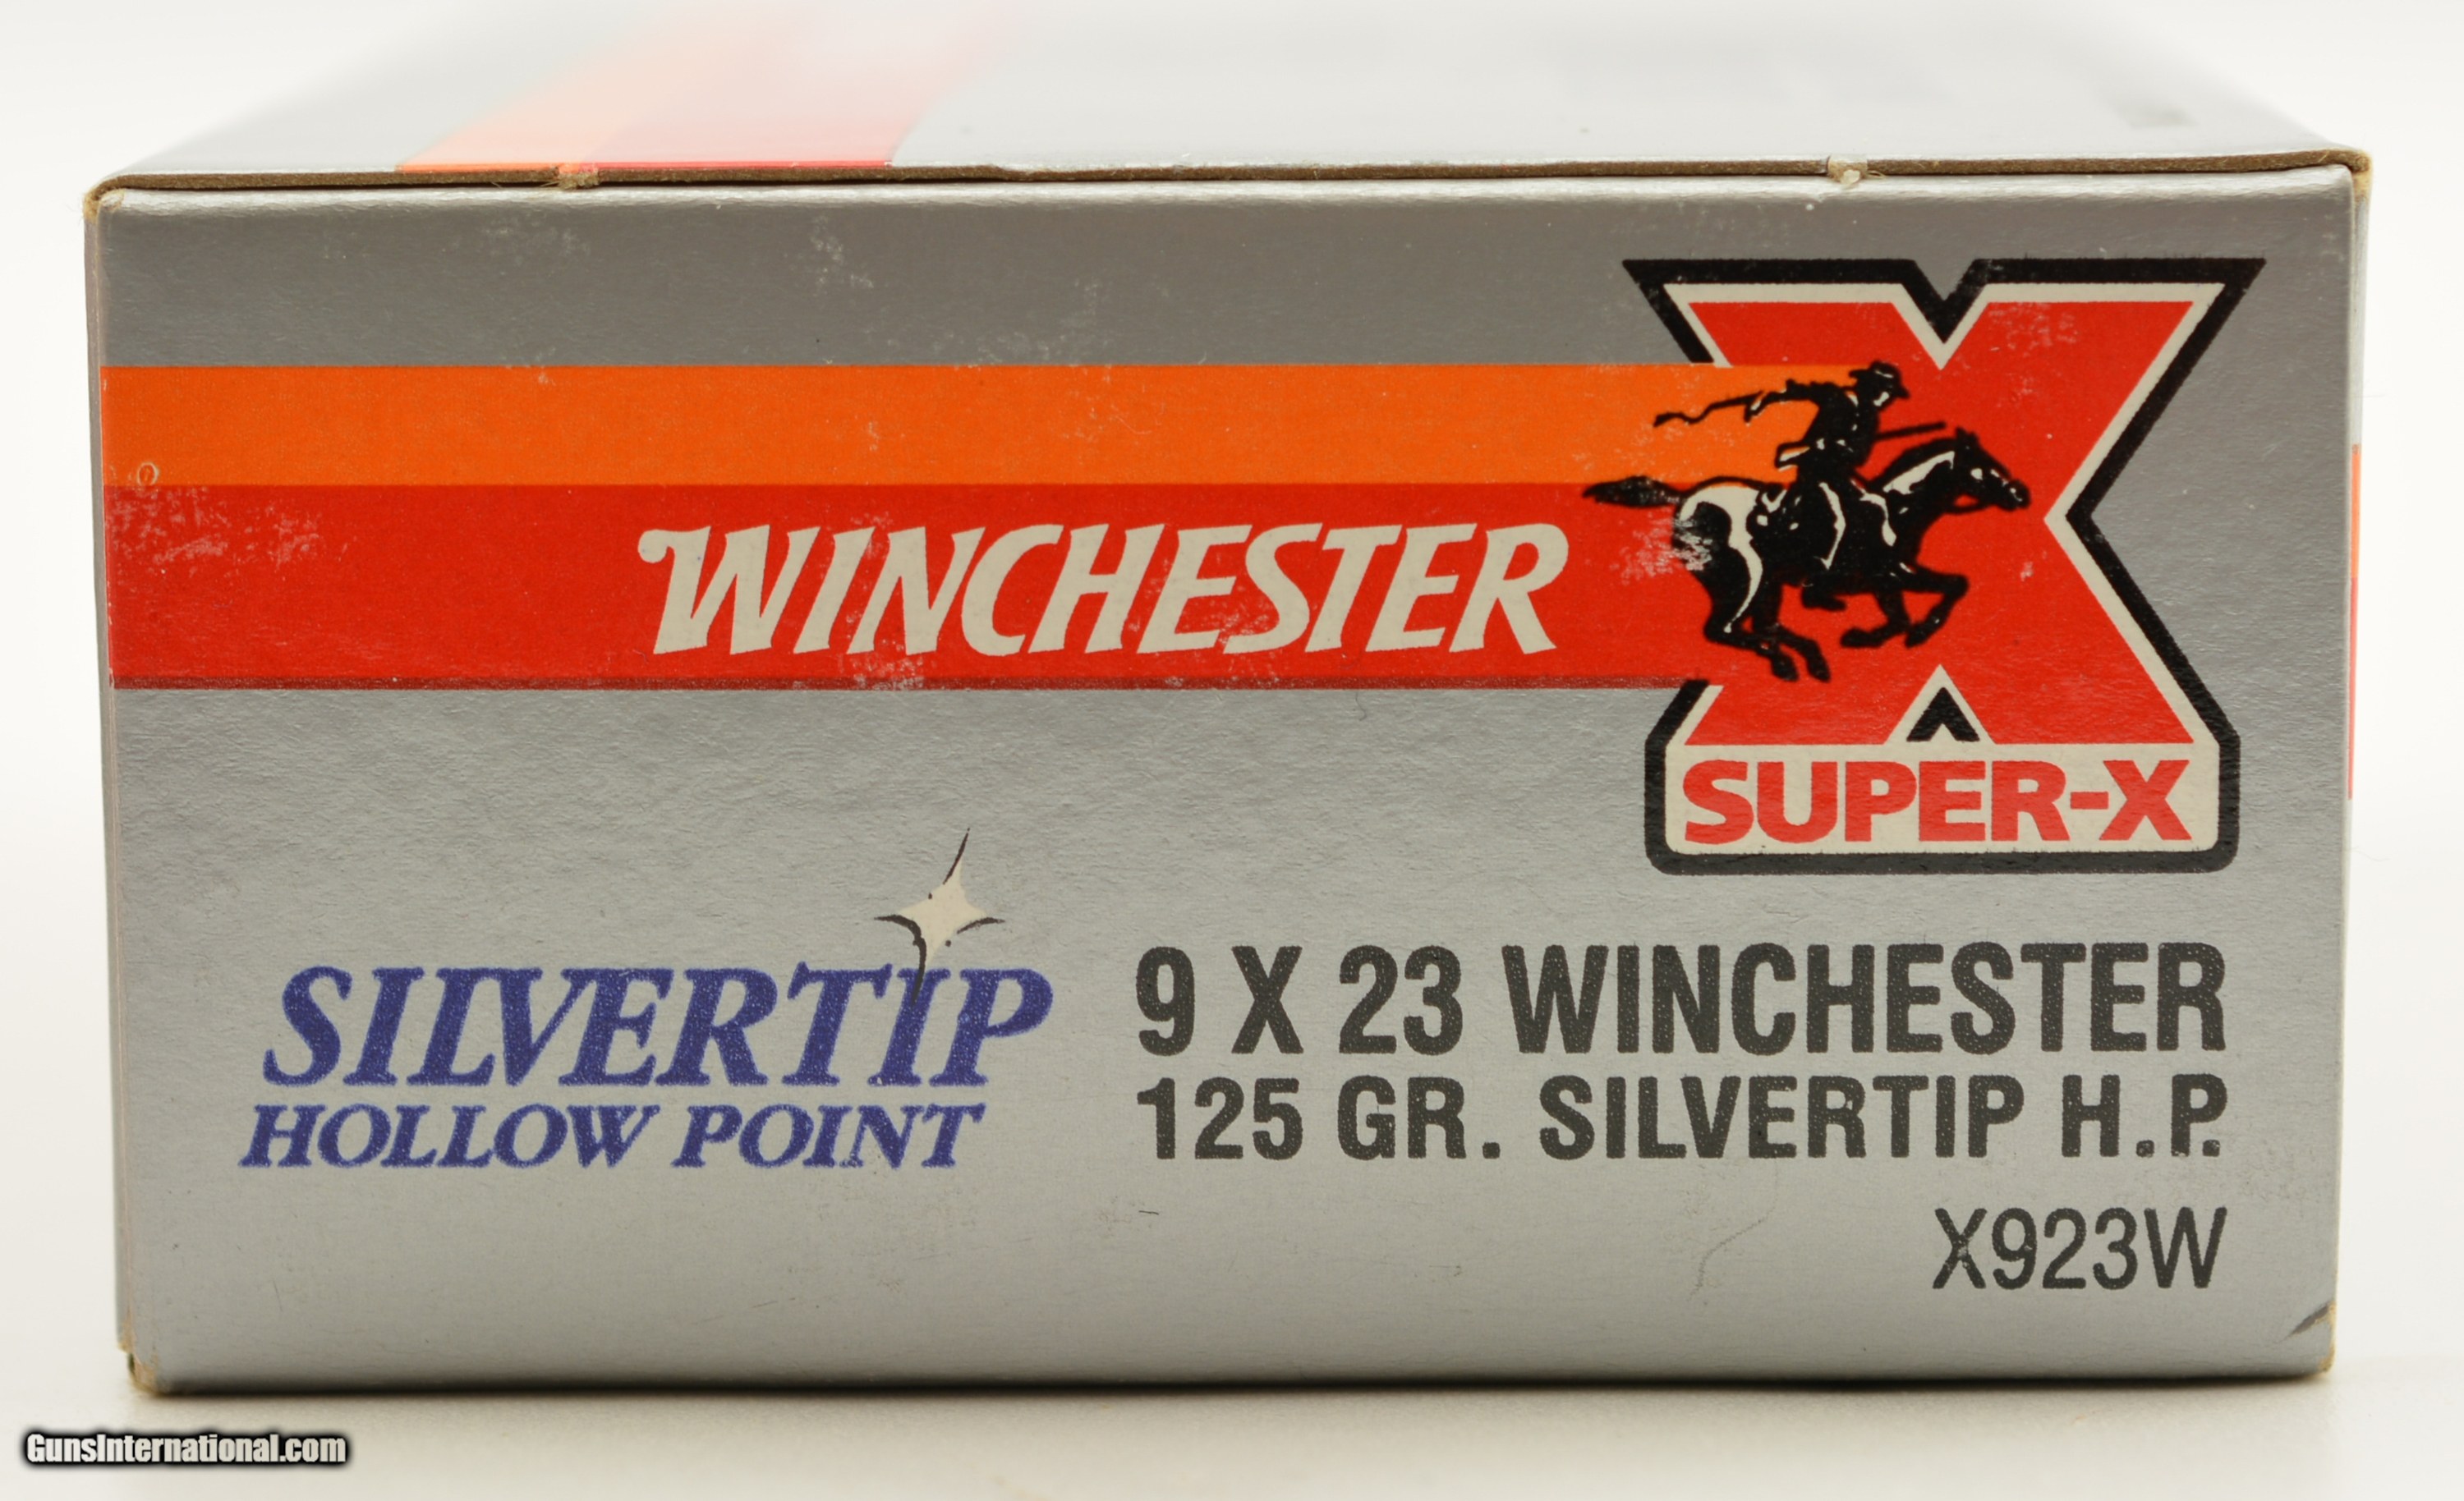 WINCHESTER
SUPER-X
SILVERTIP
HOLLOW POINT
9 X 23 WINCHESTER
125 GR. SILVERTIP H.P.
X923W
GunsInternational.com